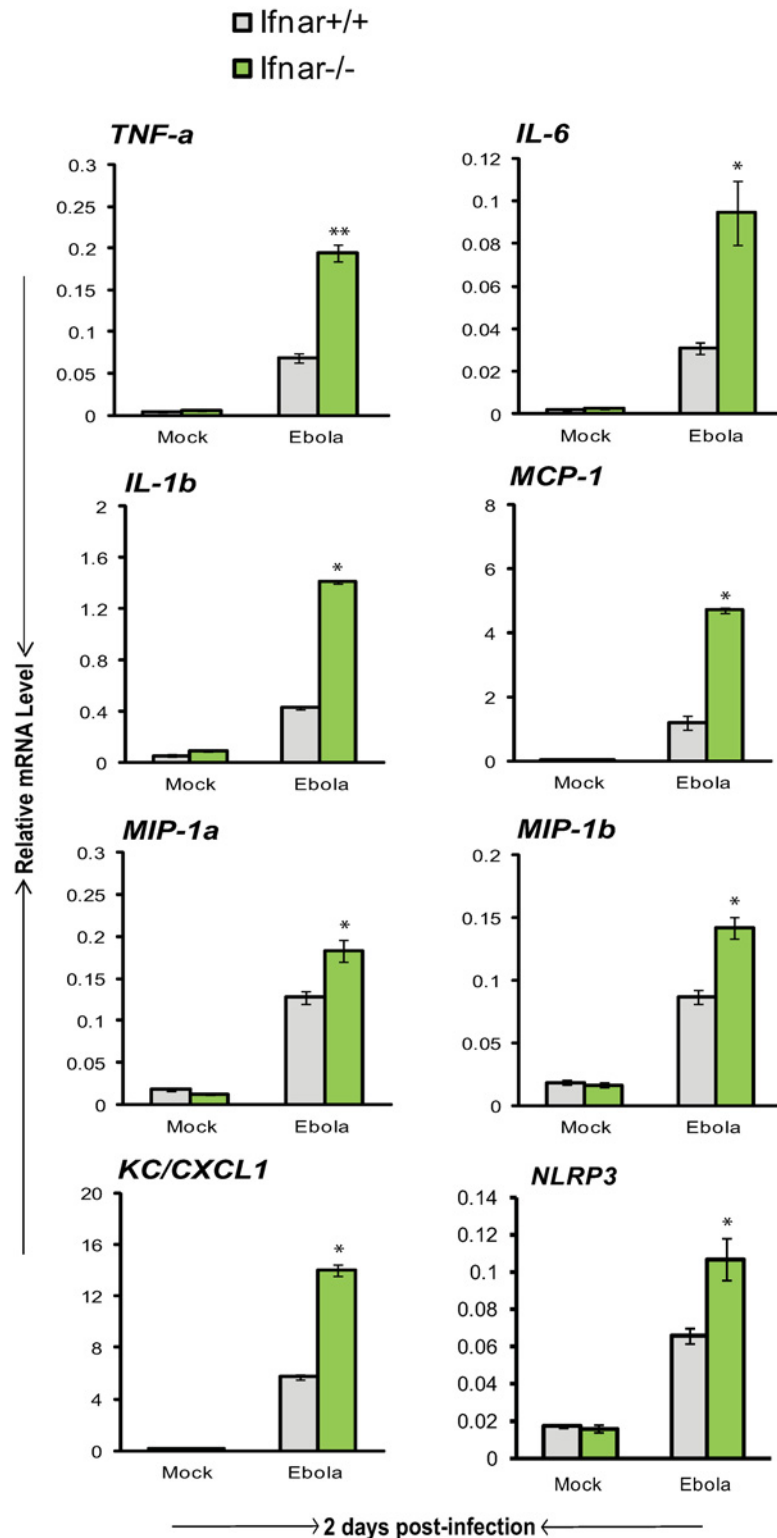 Ifnar+/+
Ifnar-/-
TNF-a
0.3
0.25
0.2
0.15
0.1
0.05
0
**
Mock Ebola
IL-6
0.12
0.1
0.08
0.06
0.04
0.02
0
*
Mock Ebola
IL-1b
2
1.6
1.2
0.8
0.4
0
*
Mock Ebola
MCP-1
8
6
4
2
0
*
Mock Ebola
Relative mRNA Level
MIP-1a
0.3
0.2
0.15
0.1
0.05
0
*
Mock Ebola
MIP-1b
0.2
0.15
0.1
0.05
0
*
Mock Ebola
KC/CXCL1
20
16
12
8
4
0
*
Mock Ebola
NLRP3
0.14
0.12
0.1
0.08
0.06
0.04
0.02
0
*
Mock Ebola
2 days post-infection